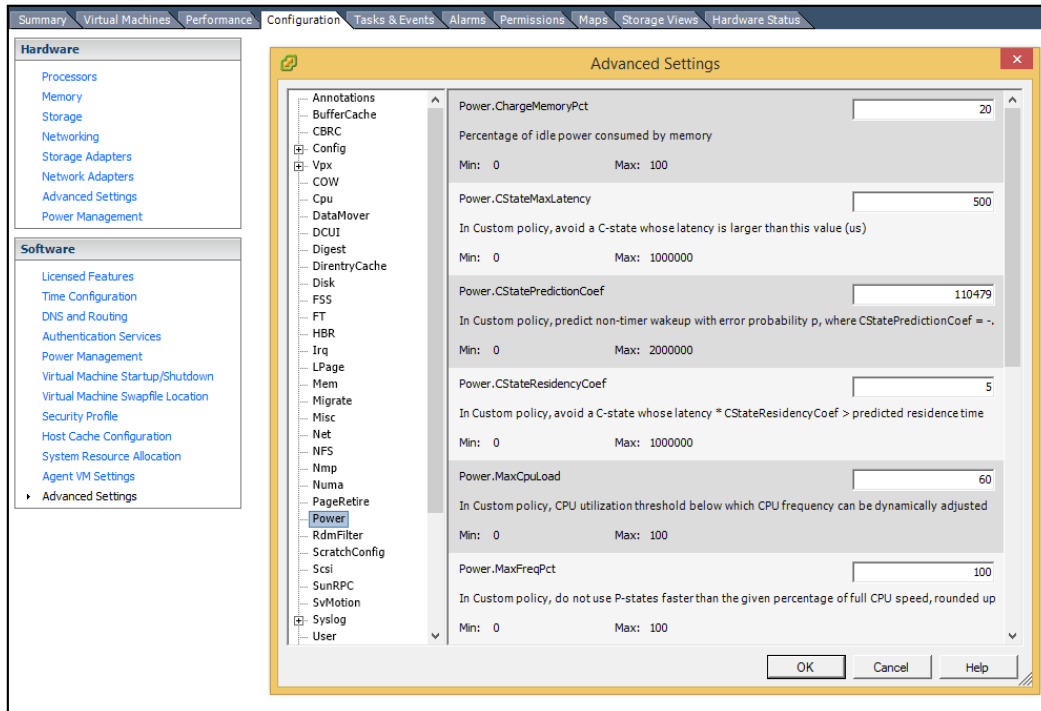 Summary Virtual Machines Performance Configuration Tasks & Events Alarms Permissions Maps Storage Views Hardware Status
Hardware
Processors
Memory
Storage
Networking
Storage Adapters
Network Adapters
Advanced Settings
Power Management
Software
Licensed Features
Time Configuration
DNS and Routing
Authentication Services
Power Management
Virtual Machine Startup/Shutdown
Virtual Machine Swapfile Location
Security Profile
Host Cache Configuration
System Resource Allocation
Agent VM Settings
Advanced Settings
Advanced Settings
Annotations
BufferCache
CBRC
Config
Vpx
COW
Cpu
DataMover
DCUI
Digest
DirentryCache
Disk
FSS
FT
HBR
Irq
LPage
Mem
Migrate
Misc
Net
NFS
Nmp
Numa
PageRetire
Power
RdmFilter
ScratchConfig
Scsi
SunRPC
SvMotion
Syslog
User
Power.ChargeMemoryPct 20
Percentage of idle power consumed by memory
Min: 0 Max: 100
Power.CStateMaxLatency 500
In Custom policy, avoid a C-state whose latency is larger than this value (us)
Min: 0 Max: 1000000
Power.CStatePredictionCoef 110479
In Custom policy, predict non-timer wakeup with error probability p, where CStatePredictionCoef = -.
Min: 0 Max: 2000000
Power.CStateResidencyCoef 5
In Custom policy, avoid a C-state whose latency * CStateResidencyCoef > predicted residence time
Min: 0 Max: 1000000
Power.MaxCpuLoad 60
In Custom policy, CPU utilization threshold below which CPU frequency can be dynamically adjusted
Min: 0 Max: 100
Power.MaxFreqPct 100
In Custom policy, do not use P-states faster than the given percentage of full CPU speed, rounded up
Min: 0 Max: 100
OK Cancel Help